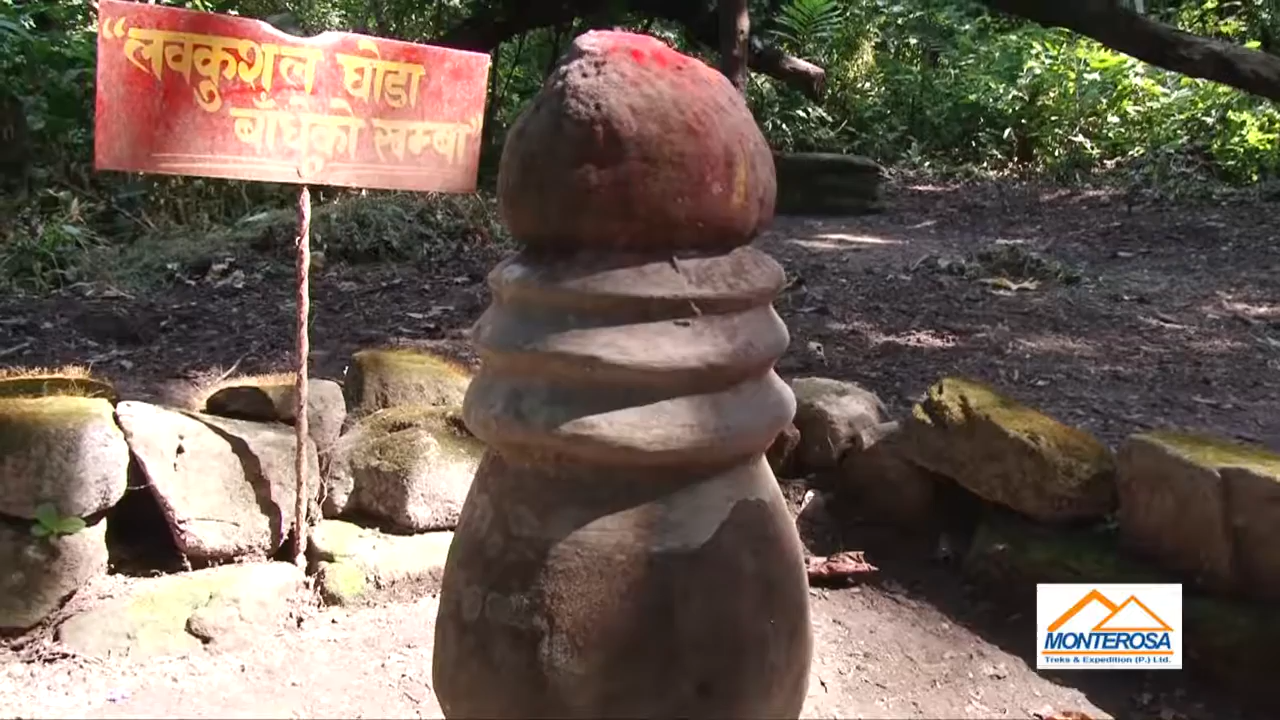 “लवकुशले घोडा
बाँधेको खम्बा”
MONTEROSA
Treks & Expedition (P.) Ltd.